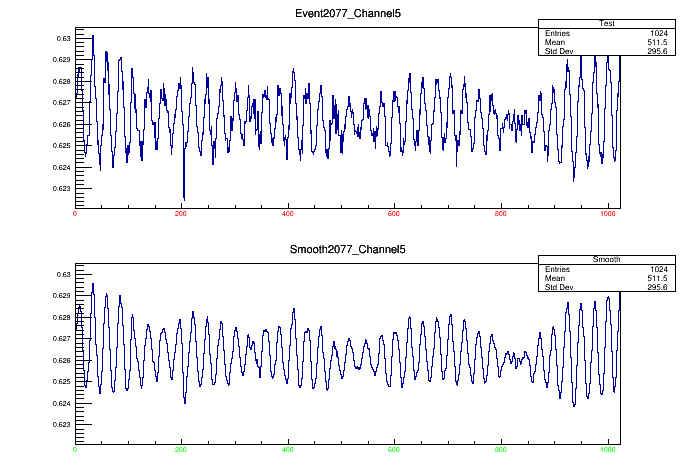 Event2077_Channel5
Test
Entries 1024
Mean 511.5
Std Dev 295.6
0.63
0.629
0.628
0.627
0.626
0.625
0.624
0.623
0 200 400 600 800 1000
Smooth2077_Channel5
Smooth
Entries 1024
Mean 511.5
Std Dev 295.6
0.63
0.629
0.628
0.627
0.626
0.625
0.624
0.623
0 200 400 600 800 1000